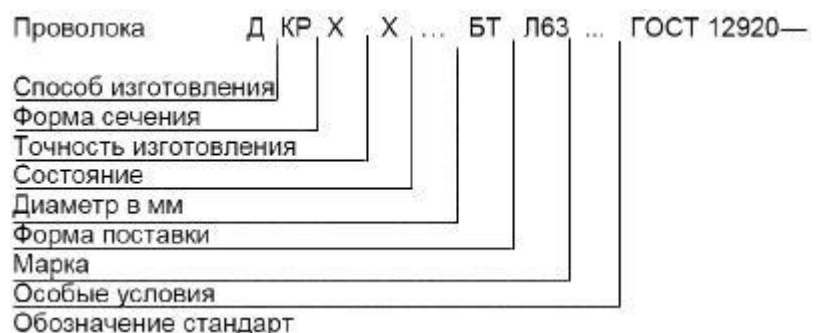 Проволока Д КР Х Х ... БТ Л63 ... ГОСТ 12920—
Способ изготовления
Форма сечения
Точность изготовления
Состояние
Диаметр в мм
Форма поставки
Марка
Особые условия
Обозначение стандарт